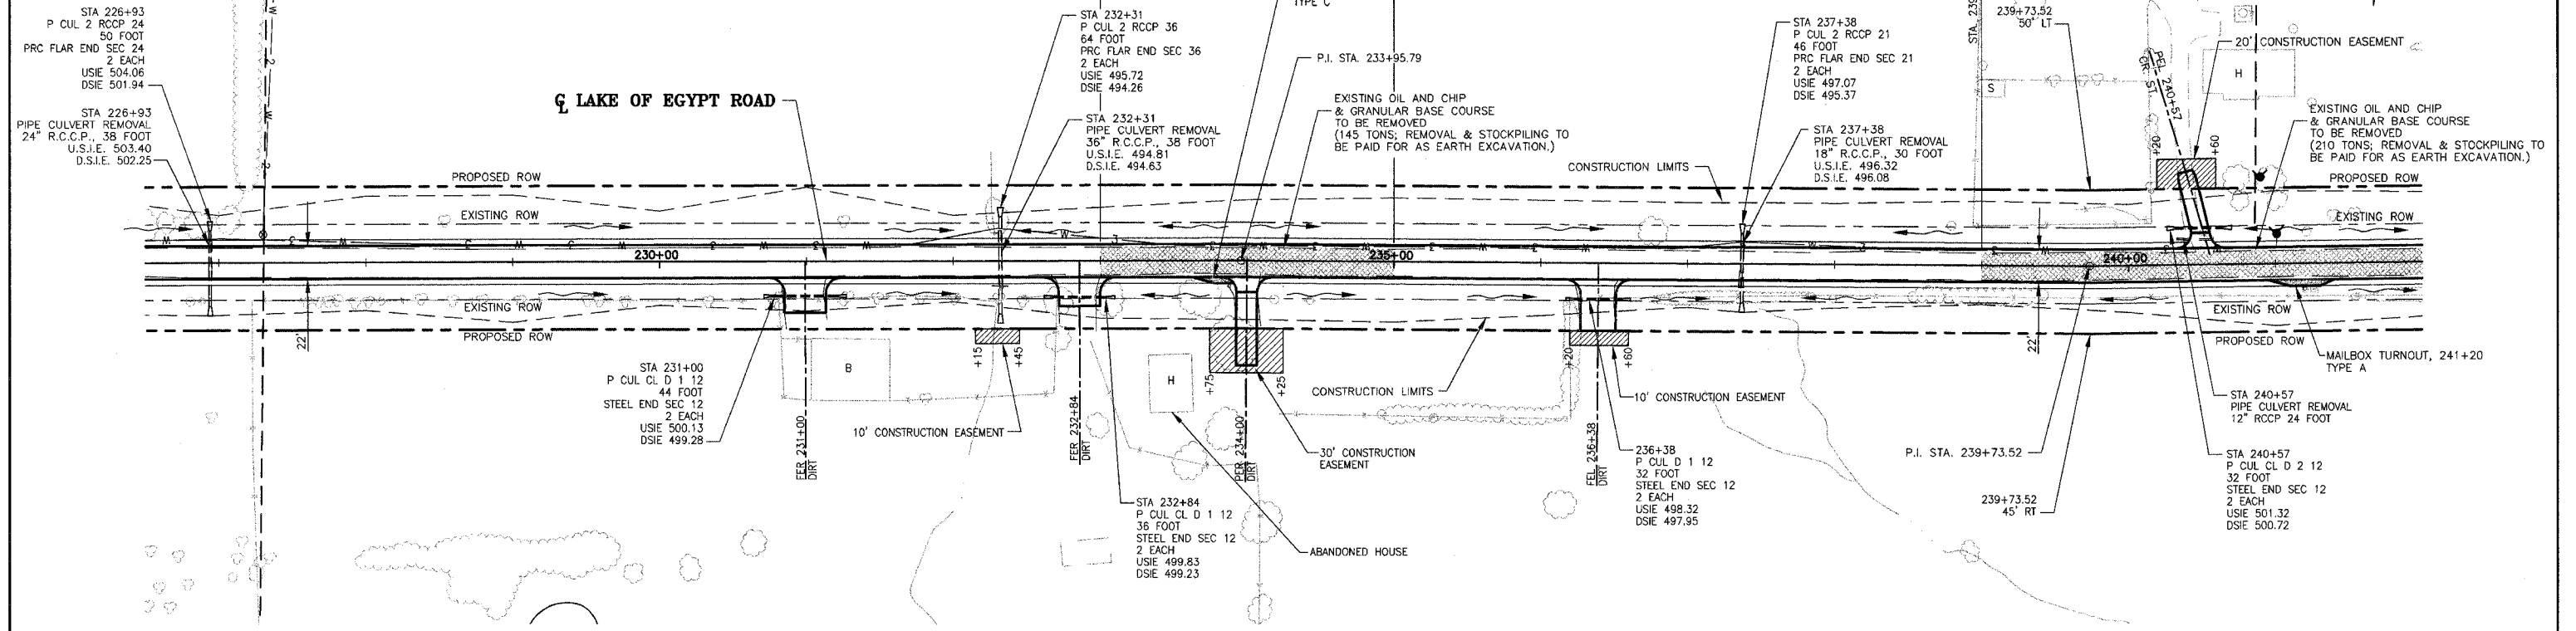 STA 226+93
P CUL 2 RCCP 24
50 FOOT
PRC FLAR END SEC 24
2 EACH
USIE 504.06
DSIE 501.94
STA 226+93
PIPE CULVERT REMOVAL
24" R.C.C.P., 38 FOOT
U.S.I.E. 503.40
D.S.I.E. 502.25
℄ LAKE OF EGYPT ROAD
STA 232+31
P CUL 2 RCCP 36
64 FOOT
PRC FLAR END SEC 36
2 EACH
USIE 495.72
DSIE 494.26
STA 232+31
PIPE CULVERT REMOVAL
36" R.C.C.P., 38 FOOT
U.S.I.E. 494.81
D.S.I.E. 494.63
TYPE C
P.I. STA. 233+95.79
EXISTING OIL AND CHIP
& GRANULAR BASE COURSE
TO BE REMOVED
(145 TONS; REMOVAL & STOCKPILING TO
BE PAID FOR AS EARTH EXCAVATION.)
CONSTRUCTION LIMITS
STA 237+38
P CUL 2 RCCP 21
46 FOOT
PRC FLAR END SEC 21
2 EACH
USIE 497.07
DSIE 495.37
STA 237+38
PIPE CULVERT REMOVAL
18" R.C.C.P., 30 FOOT
U.S.I.E. 496.32
D.S.I.E. 496.08
STA. 239
239+73.52
50' LT
S
PEL 240+57
CR. ST.
20' CONSTRUCTION EASEMENT
H
+20
+60
EXISTING OIL AND CHIP
& GRANULAR BASE COURSE
TO BE REMOVED
(210 TONS; REMOVAL & STOCKPILING TO
BE PAID FOR AS EARTH EXCAVATION.)
PROPOSED ROW
PROPOSED ROW
EXISTING ROW
EXISTING ROW
230+00
235+00
240+00
EXISTING ROW
EXISTING ROW
PROPOSED ROW
PROPOSED ROW
22'
22'
MAILBOX TURNOUT, 241+20
TYPE A
STA 231+00
P CUL CL D 1 12
44 FOOT
STEEL END SEC 12
2 EACH
USIE 500.13
DSIE 499.28
B
FER 231+00
DIRT
+15
+45
10' CONSTRUCTION EASEMENT
FER 232+84
DIRT
H
+75
+25
PER 234+00
DIRT
CONSTRUCTION LIMITS
30' CONSTRUCTION
EASEMENT
ABANDONED HOUSE
STA 232+84
P CUL CL D 1 12
36 FOOT
STEEL END SEC 12
2 EACH
USIE 499.83
DSIE 499.23
+20
+60
10' CONSTRUCTION EASEMENT
FEL 236+38
DIRT
236+38
P CUL D 1 12
32 FOOT
STEEL END SEC 12
2 EACH
USIE 498.32
DSIE 497.95
P.I. STA. 239+73.52
239+73.52
45' RT
STA 240+57
PIPE CULVERT REMOVAL
12" RCCP 24 FOOT
STA 240+57
P CUL CL D 2 12
32 FOOT
STEEL END SEC 12
2 EACH
USIE 501.32
DSIE 500.72